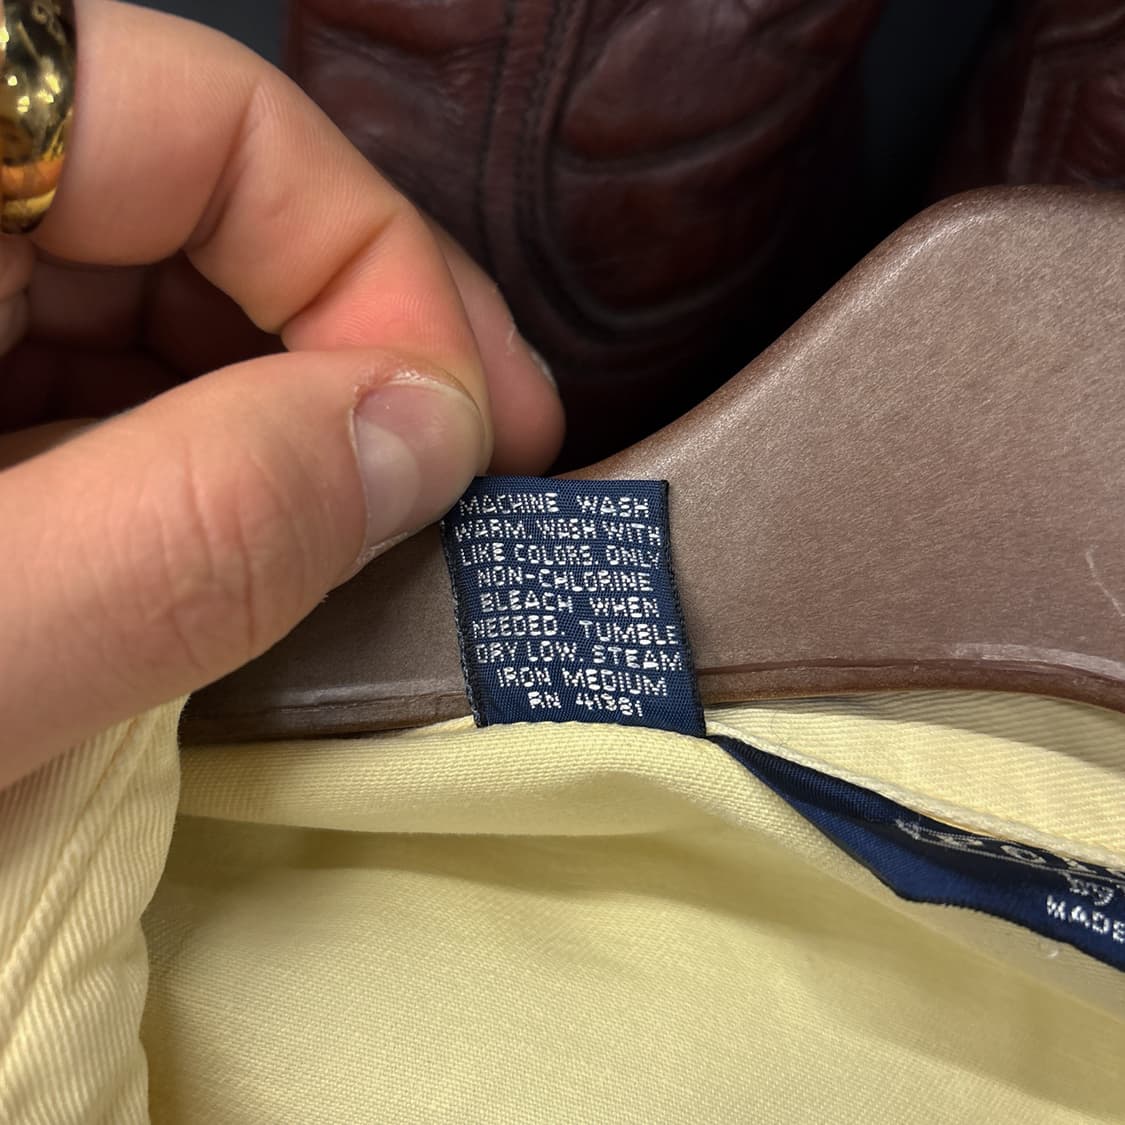 MACHINE WASH
WARM. WASH WITH
LIKE COLORS. ONLY
NON-CHLORINE
BLEACH WHEN
NEEDED. TUMBLE
DRY LOW. STEAM
IRON MEDIUM
RN 41381
by
MADE